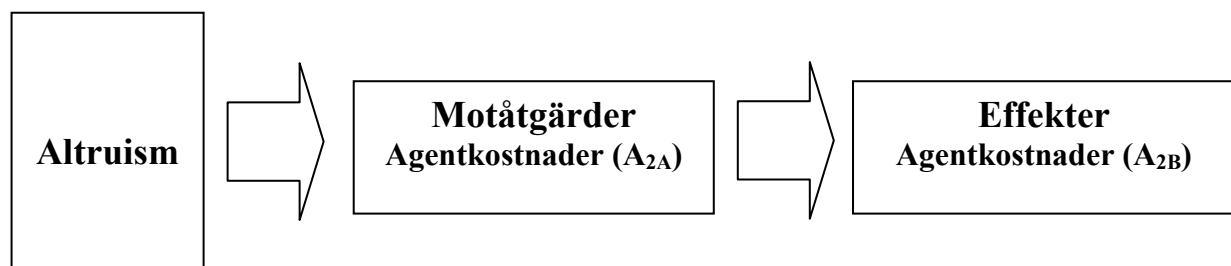 Altruism
Motåtgärder
Agentkostnader (A2A)
Effekter
Agentkostnader (A2B)